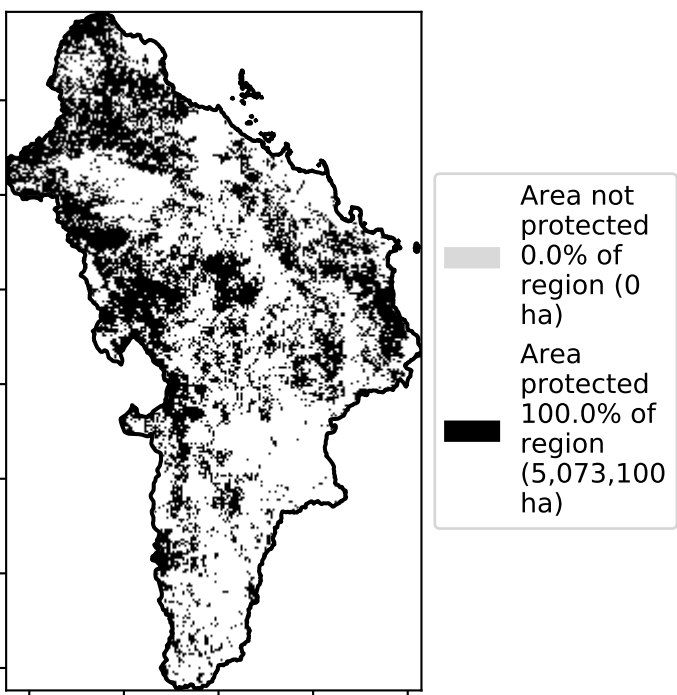 Area not
protected
0.0% of
region (0
ha)
Area
protected
100.0% of
region
(5,073,100
ha)